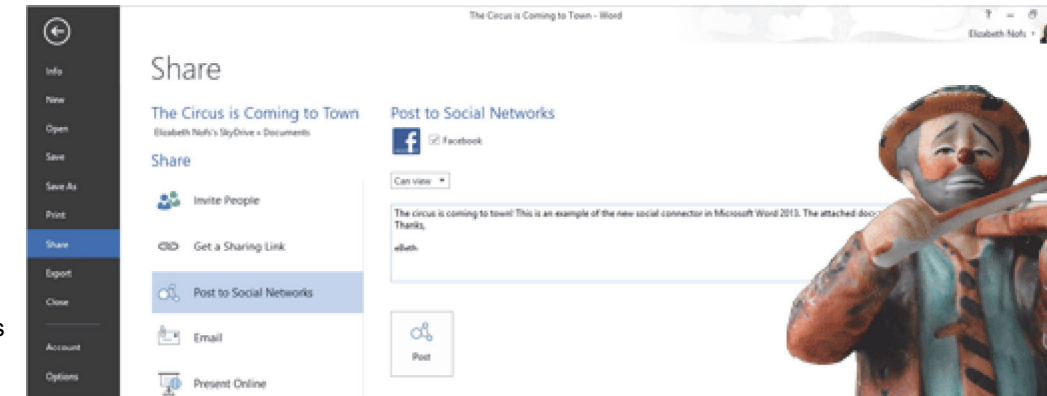 The Circus is Coming to Town - Word
?
Elizabeth Nofs
Info
New
Open
Save
Save As
Print
Share
Export
Close
Account
Options
s
Share
The Circus is Coming to Town
Elizabeth Nofs's SkyDrive » Documents
Share
Invite People
Get a Sharing Link
Post to Social Networks
Email
Present Online
Post to Social Networks
f
Facebook
Can view
The circus is coming to town! This is an example of the new social connector in Microsoft Word 2013. The attached
Thanks,
eBeth
Post